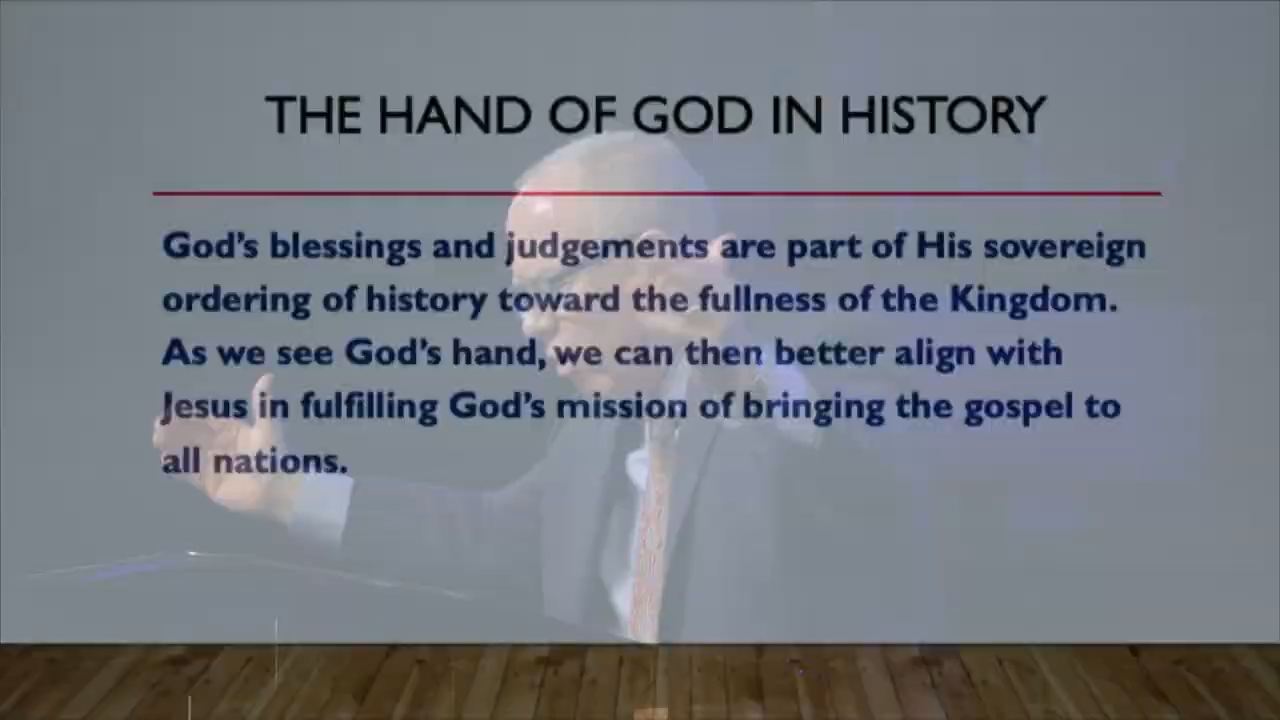 THE HAND OF GOD IN HISTORY
God's blessings and judgements are part of His sovereign
ordering of history toward the fullness of the Kingdom.
As we see God's hand, we can then better align with
Jesus in fulfilling God's mission of bringing the gospel to
all nations.